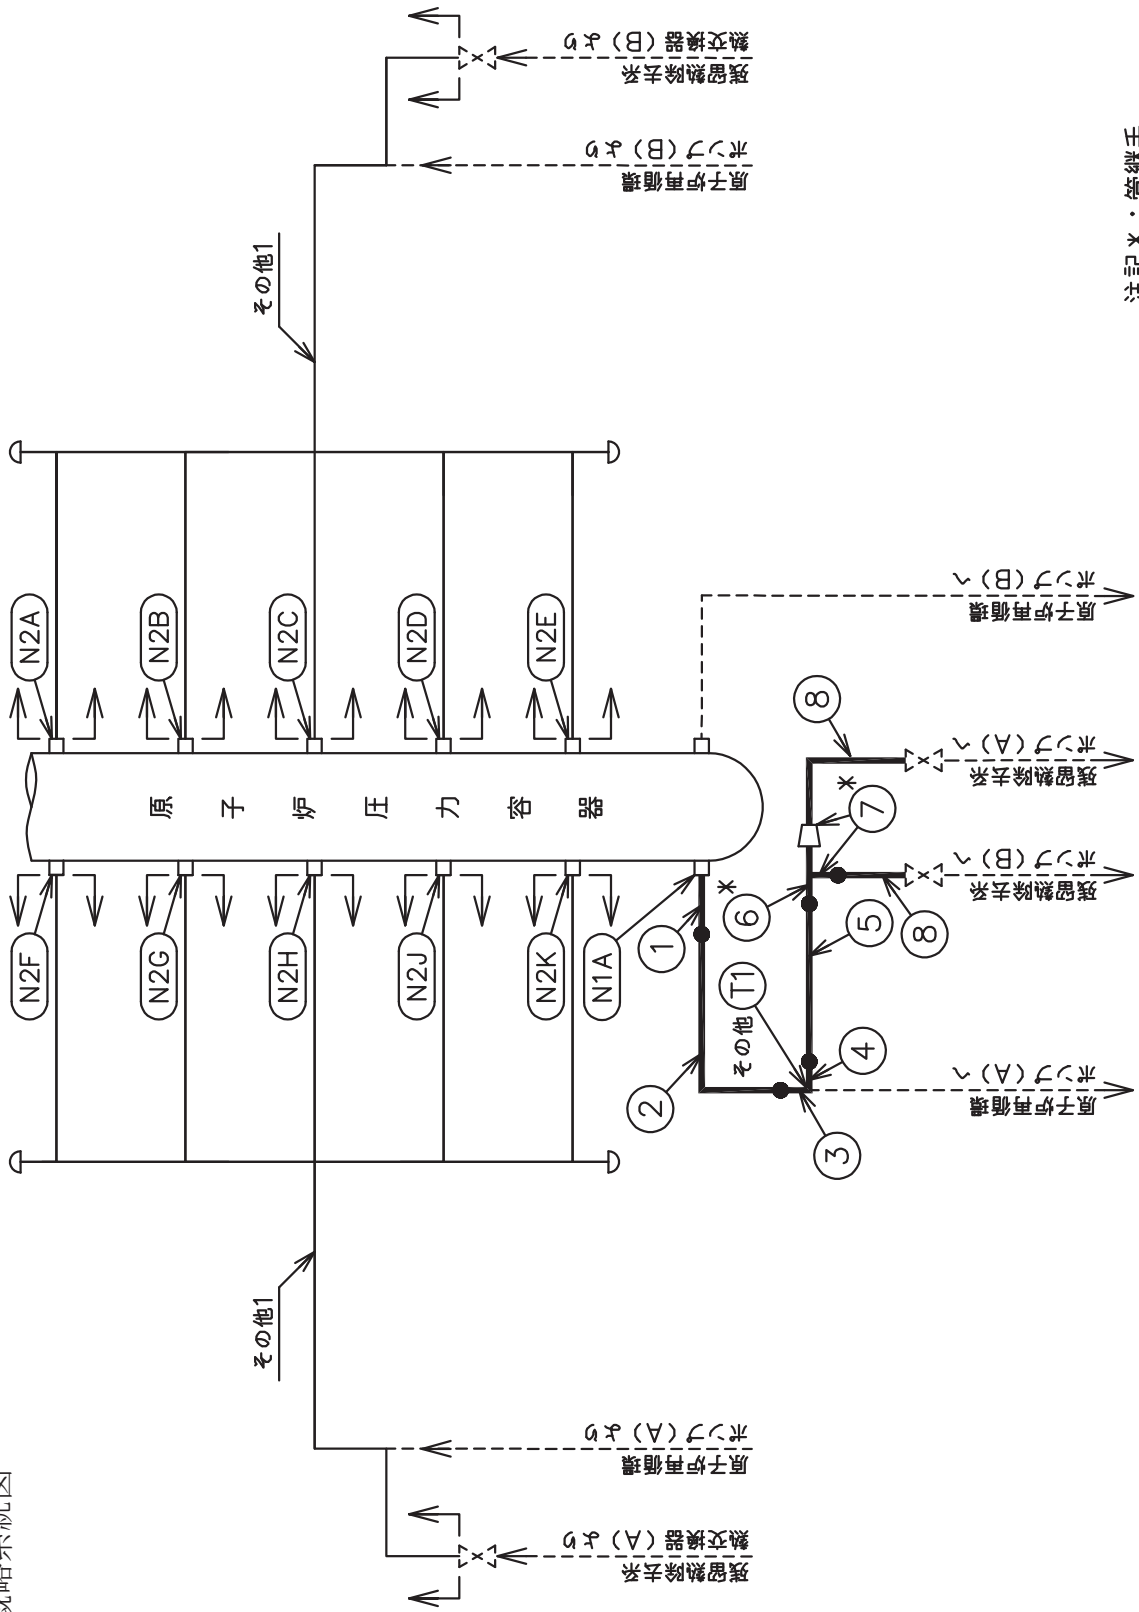 概略系統図
注記 * : 管継手
残留熱除去系
熱交換器 (A) より
原子炉再循環
ポンプ (A) より
その他1
N2F
N2G
N2H
N2J
N2K
N1A
原子炉圧力容器
N2A
N2B
N2C
N2D
N2E
その他1
原子炉再循環
ポンプ (B) より
残留熱除去系
熱交換器 (B) より
1
*
2
その他
T1
3
4
5
6
7
*
8
8
原子炉再循環
ポンプ (A) へ
残留熱除去系
ポンプ (B) へ
残留熱除去系
ポンプ (A) へ
原子炉再循環
ポンプ (B) へ